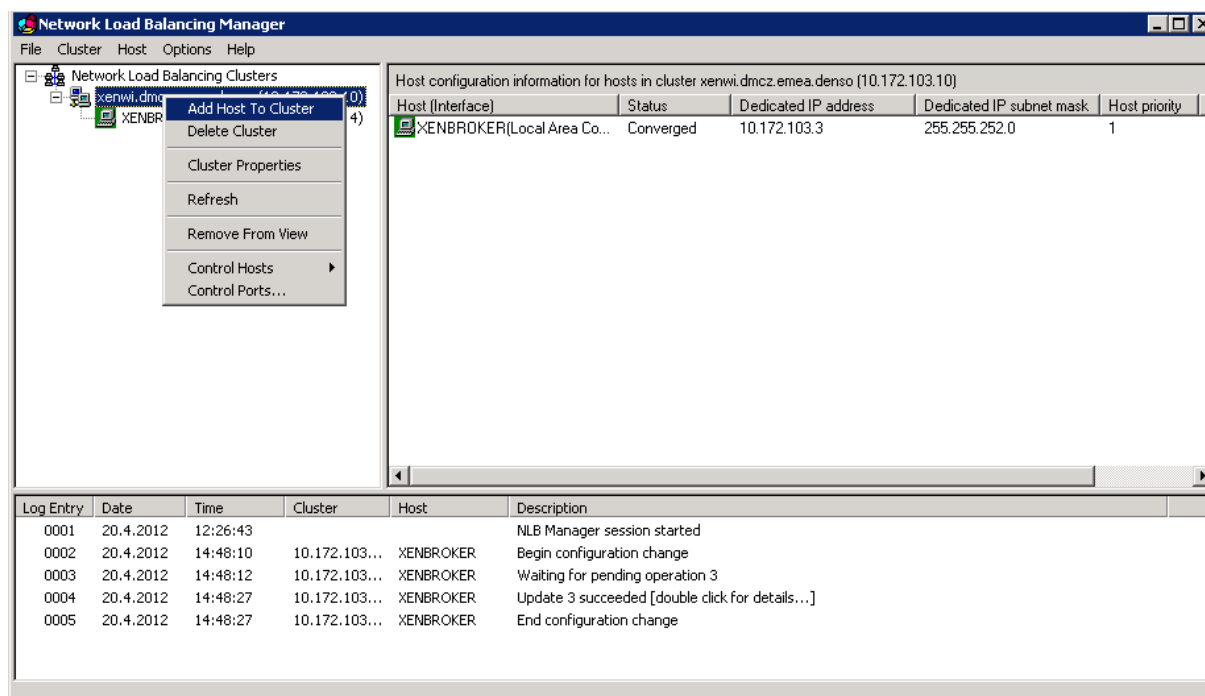 Network Load Balancing Manager
File Cluster Host Options Help
Network Load Balancing Clusters
xenwi.dmc 0)
XENBR 4)
Add Host To Cluster
Delete Cluster
Cluster Properties
Refresh
Remove From View
Control Hosts
Control Ports...
Host configuration information for hosts in cluster xenwi.dmcz.emea.denso (10.172.103.10)
Host (Interface) Status Dedicated IP address Dedicated IP subnet mask Host priority
XENBROKER(Local Area Co... Converged 10.172.103.3 255.255.252.0 1
Log Entry Date Time Cluster Host Description
0001 20.4.2012 12:26:43 NLB Manager session started
0002 20.4.2012 14:48:10 10.172.103... XENBROKER Begin configuration change
0003 20.4.2012 14:48:12 10.172.103... XENBROKER Waiting for pending operation 3
0004 20.4.2012 14:48:27 10.172.103... XENBROKER Update 3 succeeded [double click for details...]
0005 20.4.2012 14:48:27 10.172.103... XENBROKER End configuration change